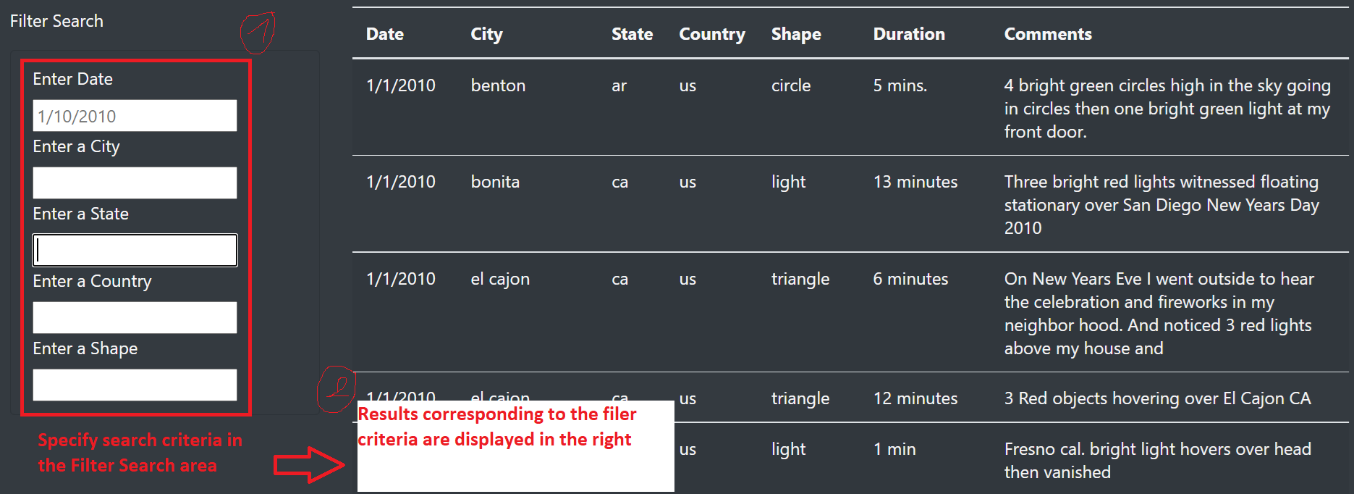 Filter Search
1
Enter Date
1/10/2010
Enter a City
Enter a State
Enter a Country
Enter a Shape
2
Specify search criteria in
the Filter Search area
Date City State Country Shape Duration Comments
1/1/2010 benton ar us circle 5 mins. 4 bright green circles high in the sky going
in circles then one bright green light at my
front door.
1/1/2010 bonita ca us light 13 minutes Three bright red lights witnessed floating
stationary over San Diego New Years Day
2010
1/1/2010 el cajon ca us triangle 6 minutes On New Years Eve I went outside to hear
the celebration and fireworks in my
neighbor hood. And noticed 3 red lights
above my house and
1/1/2010 el cajon ca us triangle 12 minutes 3 Red objects hovering over El Cajon CA
Results corresponding to the filer
criteria are displayed in the right
us light 1 min Fresno cal. bright light hovers over head
then vanished